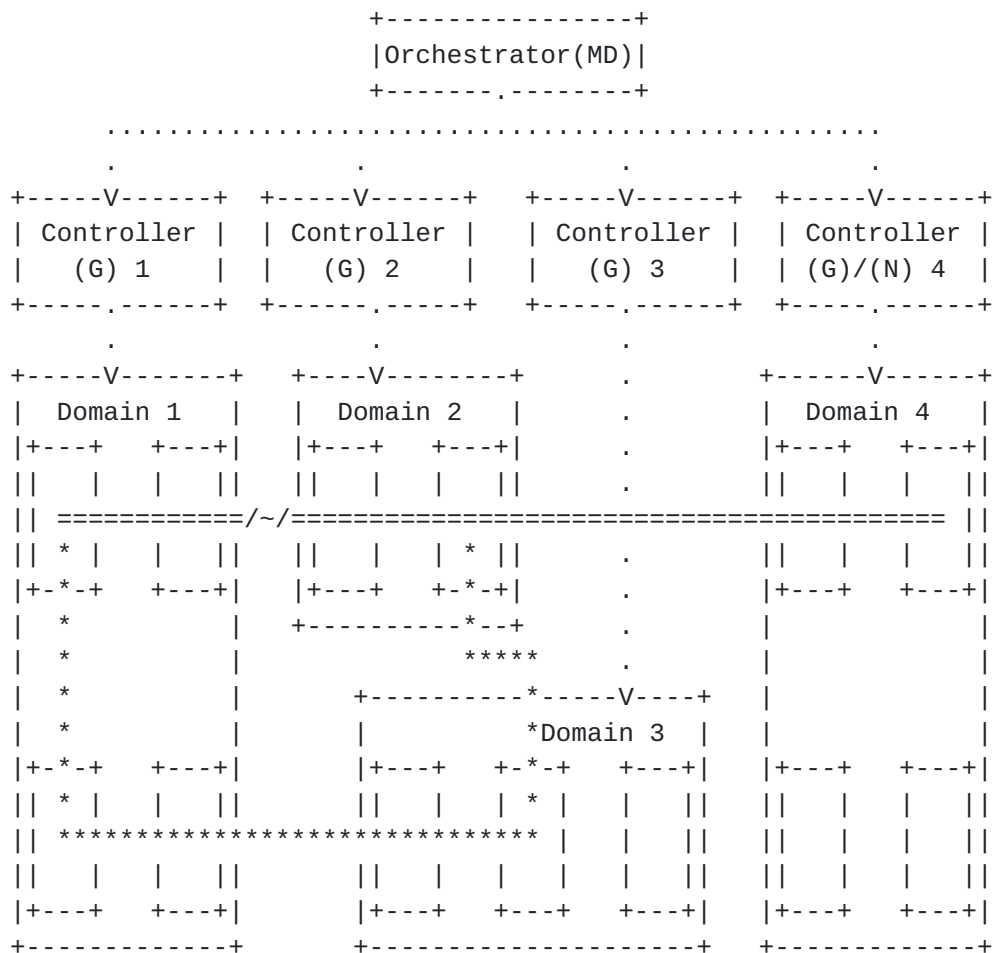 Orchestrator(MD)
Controller Controller Controller Controller
(G) 1 (G) 2 (G) 3 (G)/(N) 4
Domain 1 Domain 2 Domain 4
Domain 3